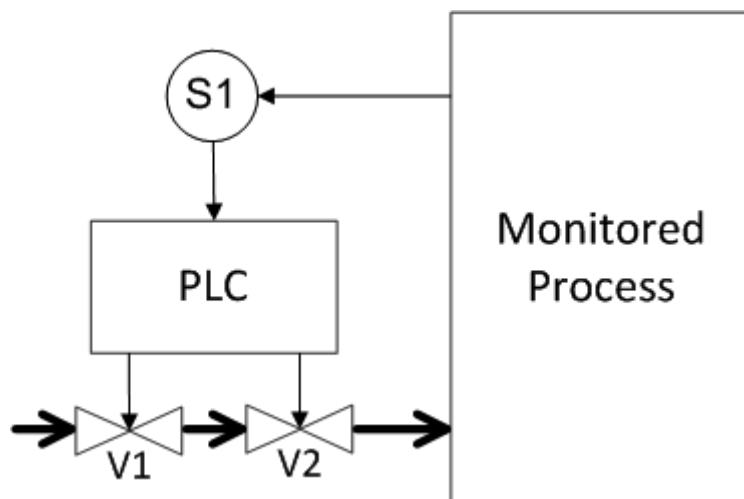 S1
Monitored
Process
PLC
V1
V2